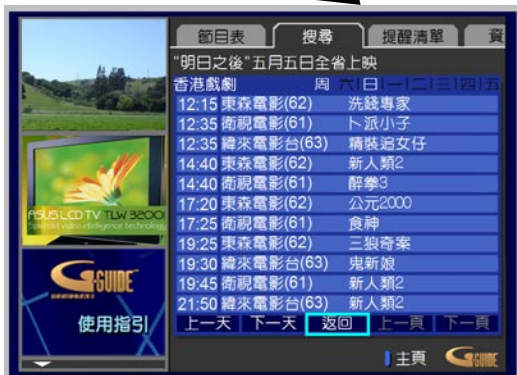 節目表 搜尋 提醒清單 資
"明日之後"五月五日全省上映
香港戲劇 周 六|日|一|二|三|四|五
12:15 東森電影(62) 洗錢專家
12:35 衛視電影(61) 卜派小子
12:35 緯來電影台(63) 精裝追女仔
14:40 東森電影(62) 新人類2
14:40 衛視電影(61) 醉拳3
17:20 東森電影(62) 公元2000
17:25 衛視電影(61) 食神
19:25 東森電影(62) 三狼奇案
19:30 緯來電影台(63) 鬼新娘
19:45 衛視電影(61) 新人類2
21:50 緯來電影台(63) 新人類2
上一天 下一天 返回 上一頁 下一頁
主頁 GGUIDE
ASUS LCD TV TLW 32001
Splendid video intelligence technology
GGUIDE
使用指引